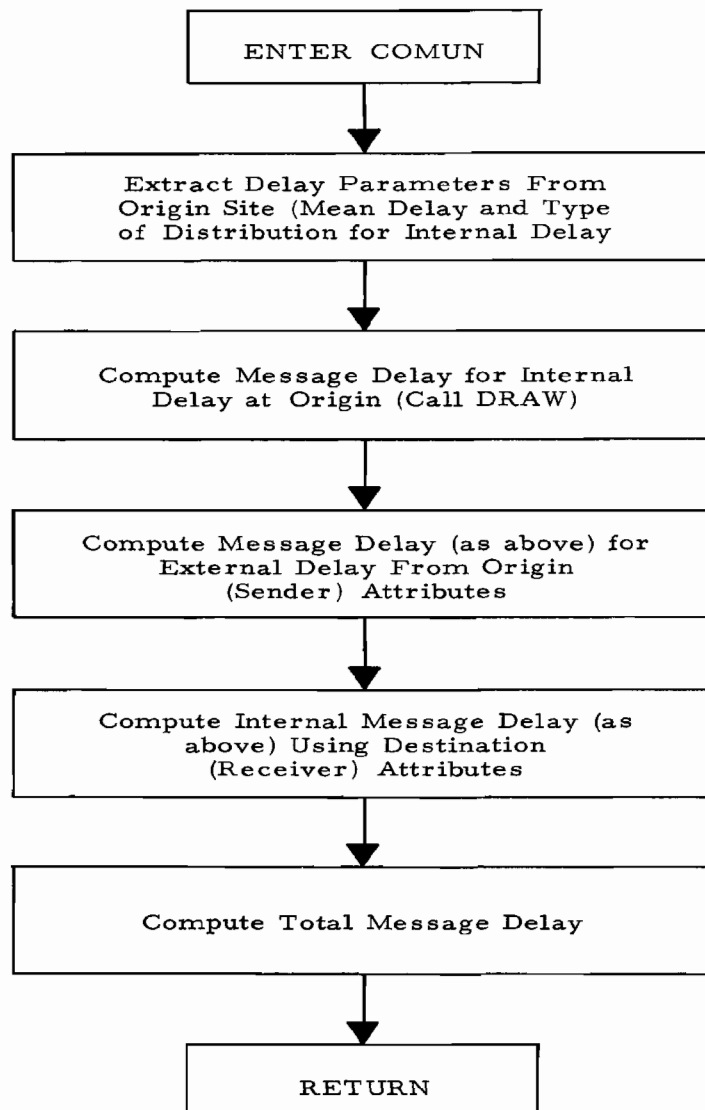 ENTER COMUN
Extract Delay Parameters From
Origin Site (Mean Delay and Type
of Distribution for Internal Delay
Compute Message Delay for Internal
Delay at Origin (Call DRAW)
Compute Message Delay (as above) for
External Delay From Origin
(Sender) Attributes
Compute Internal Message Delay (as
above) Using Destination
(Receiver) Attributes
Compute Total Message Delay
RETURN